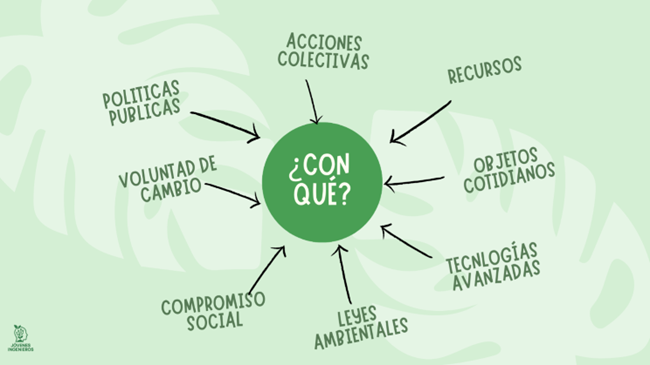 ACCIONES
COLECTIVAS
RECURSOS
POLITICAS
PUBLICAS
¿CON
QUÉ?
OBJETOS
COTIDIANOS
VOLUNTAD DE
CAMBIO
TECNLOGÍAS
AVANZADAS
COMPROMISO
SOCIAL
LEYES
AMBIENTALES
JÓVENES
INGENIEROS